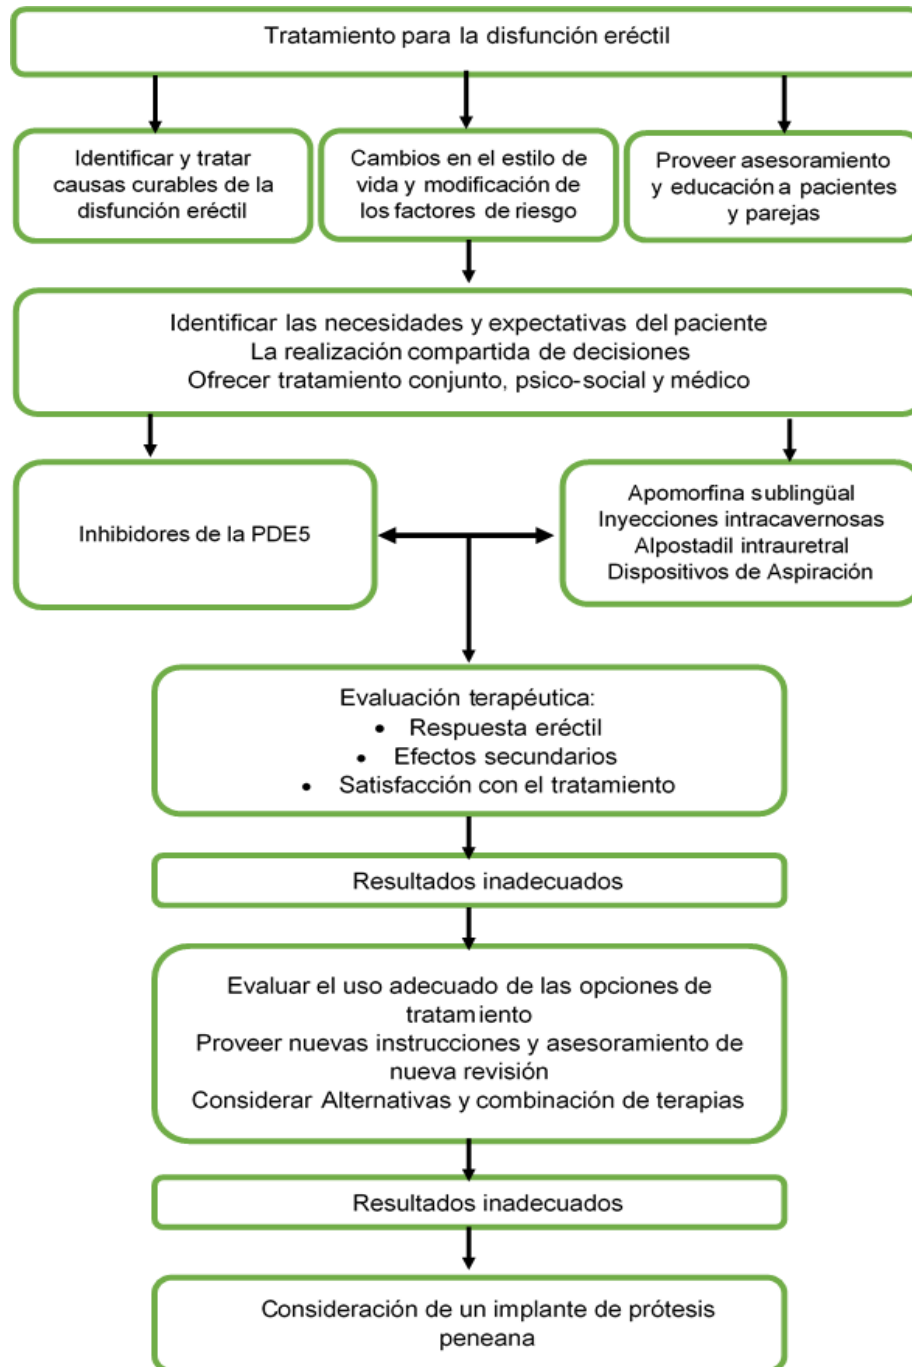 Tratamiento para la disfunción eréctil
Identificar y tratar
causas curables de la
disfunción eréctil
Cambios en el estilo de
vida y modificación de
los factores de riesgo
Proveer asesoramiento
y educación a pacientes
y parejas
Identificar las necesidades y expectativas del paciente
La realización compartida de decisiones
Ofrecer tratamiento conjunto, psico-social y médico
Inhibidores de la PDE5
Apomorfina sublingüal
Inyecciones intracavernosas
Alpostadil intrauretral
Dispositivos de Aspiración
Evaluación terapéutica:
• Respuesta eréctil
• Efectos secundarios
• Satisfacción con el tratamiento
Resultados inadecuados
Evaluar el uso adecuado de las opciones de
tratamiento
Proveer nuevas instrucciones y asesoramiento de
nueva revisión
Considerar Alternativas y combinación de terapias
Resultados inadecuados
Consideración de un implante de prótesis
peneana